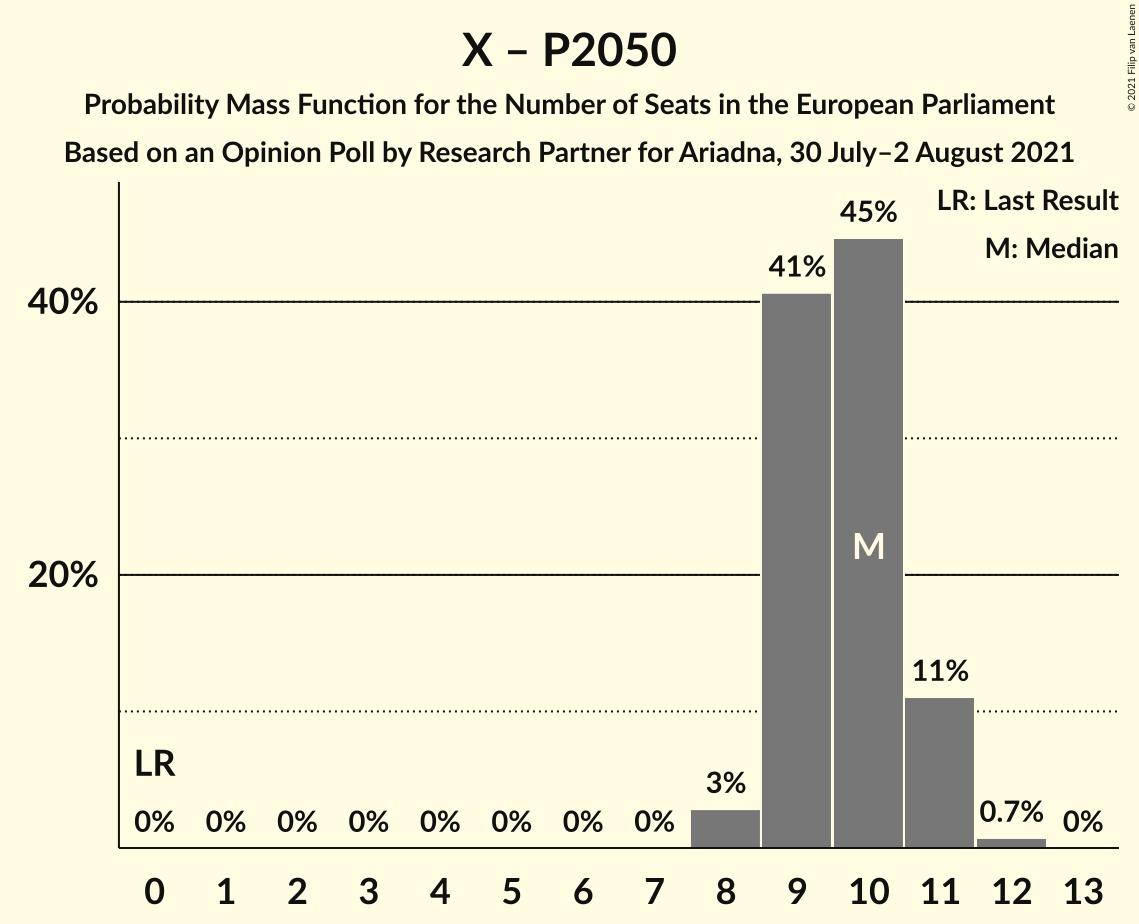 X – P2050
Probability Mass Function for the Number of Seats in the European Parliament
Based on an Opinion Poll by Research Partner for Ariadna, 30 July–2 August 2021
© 2021 Filip van Laenen
LR: Last Result
M: Median
45%
41%
40%
M
20%
11%
LR
3%
0% 0% 0% 0% 0% 0% 0% 0% 0.7% 0%
0 1 2 3 4 5 6 7 8 9 10 11 12 13